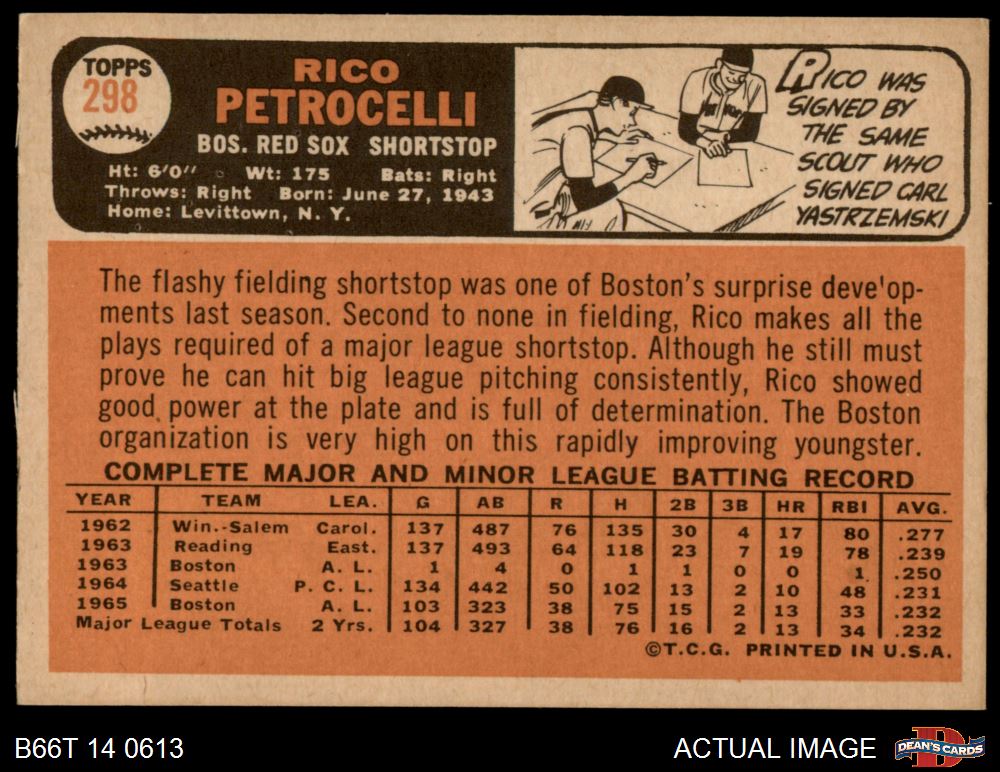 TOPPS
298
RICO
PETROCELLI
BOS. RED SOX SHORTSTOP
Ht: 6'0" Wt: 175 Bats: Right
Throws: Right Born: June 27, 1943
Home: Levittown, N. Y.
RICO WAS
SIGNED BY
THE SAME
SCOUT WHO
SIGNED CARL
YASTRZEMSKI
The flashy fielding shortstop was one of Boston's surprise deve'op-
ments last season. Second to none in fielding, Rico makes all the
plays required of a major league shortstop. Although he still must
prove he can hit big league pitching consistently, Rico showed
good power at the plate and is full of determination. The Boston
organization is very high on this rapidly improving youngster.
COMPLETE MAJOR AND MINOR LEAGUE BATTING RECORD
YEAR TEAM LEA. G AB R H 2B 3B HR RBI AVG.
1962 Win.-Salem Carol. 137 487 76 135 30 4 17 80 .277
1963 Reading East. 137 493 64 118 23 7 19 78 .239
1963 Boston A. L. 1 4 0 1 1 0 0 1 .250
1964 Seattle P. C. L. 134 442 50 102 13 2 10 48 .231
1965 Boston A. L. 103 323 38 75 15 2 13 33 .232
Major League Totals 2 Yrs. 104 327 38 76 16 2 13 34 .232
©T.C.G. PRINTED IN U.S.A.
B66T 14 0613
ACTUAL IMAGE
DEAN'S CARDS